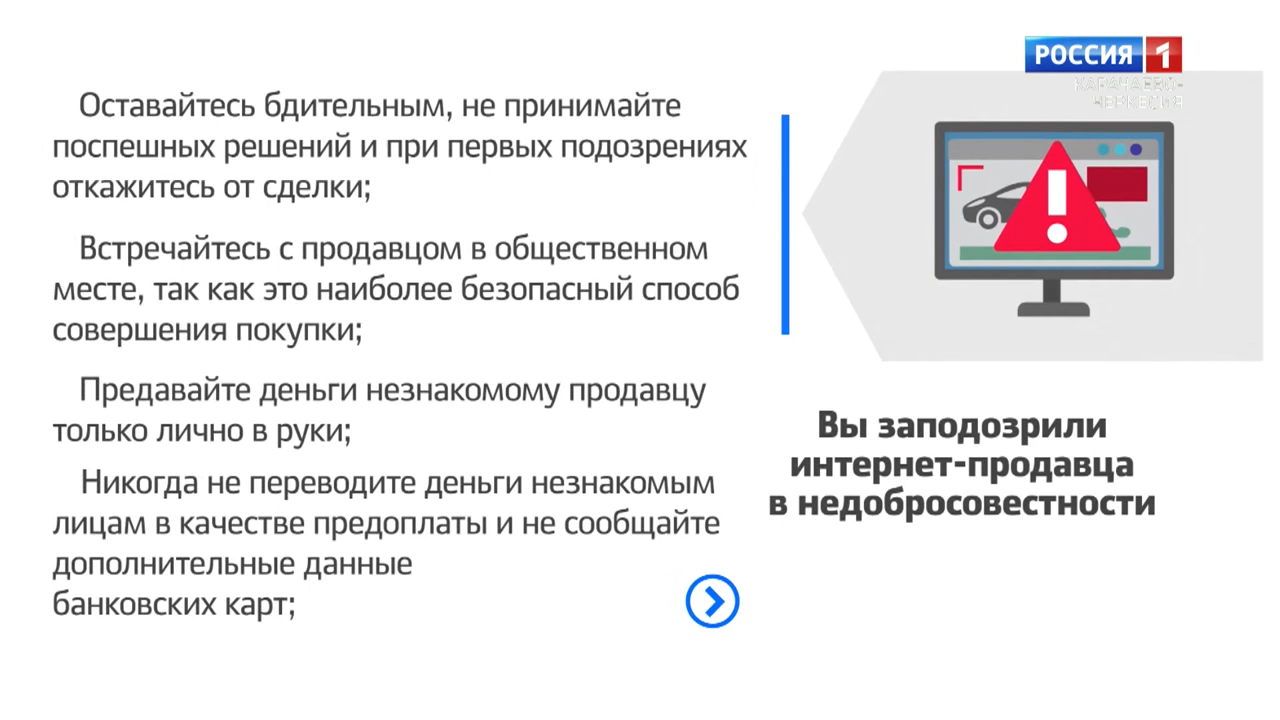 РОССИЯ 1
КАРАЧАЕВО-
ЧЕРКЕСИЯ
Оставайтесь бдительным, не принимайте
поспешных решений и при первых подозрениях
откажитесь от сделки;
Встречайтесь с продавцом в общественном
месте, так как это наиболее безопасный способ
совершения покупки;
Предавайте деньги незнакомому продавцу
только лично в руки;
Никогда не переводите деньги незнакомым
лицам в качестве предоплаты и не сообщайте
дополнительные данные
банковских карт;
Вы заподозрили
интернет-продавца
в недобросовестности